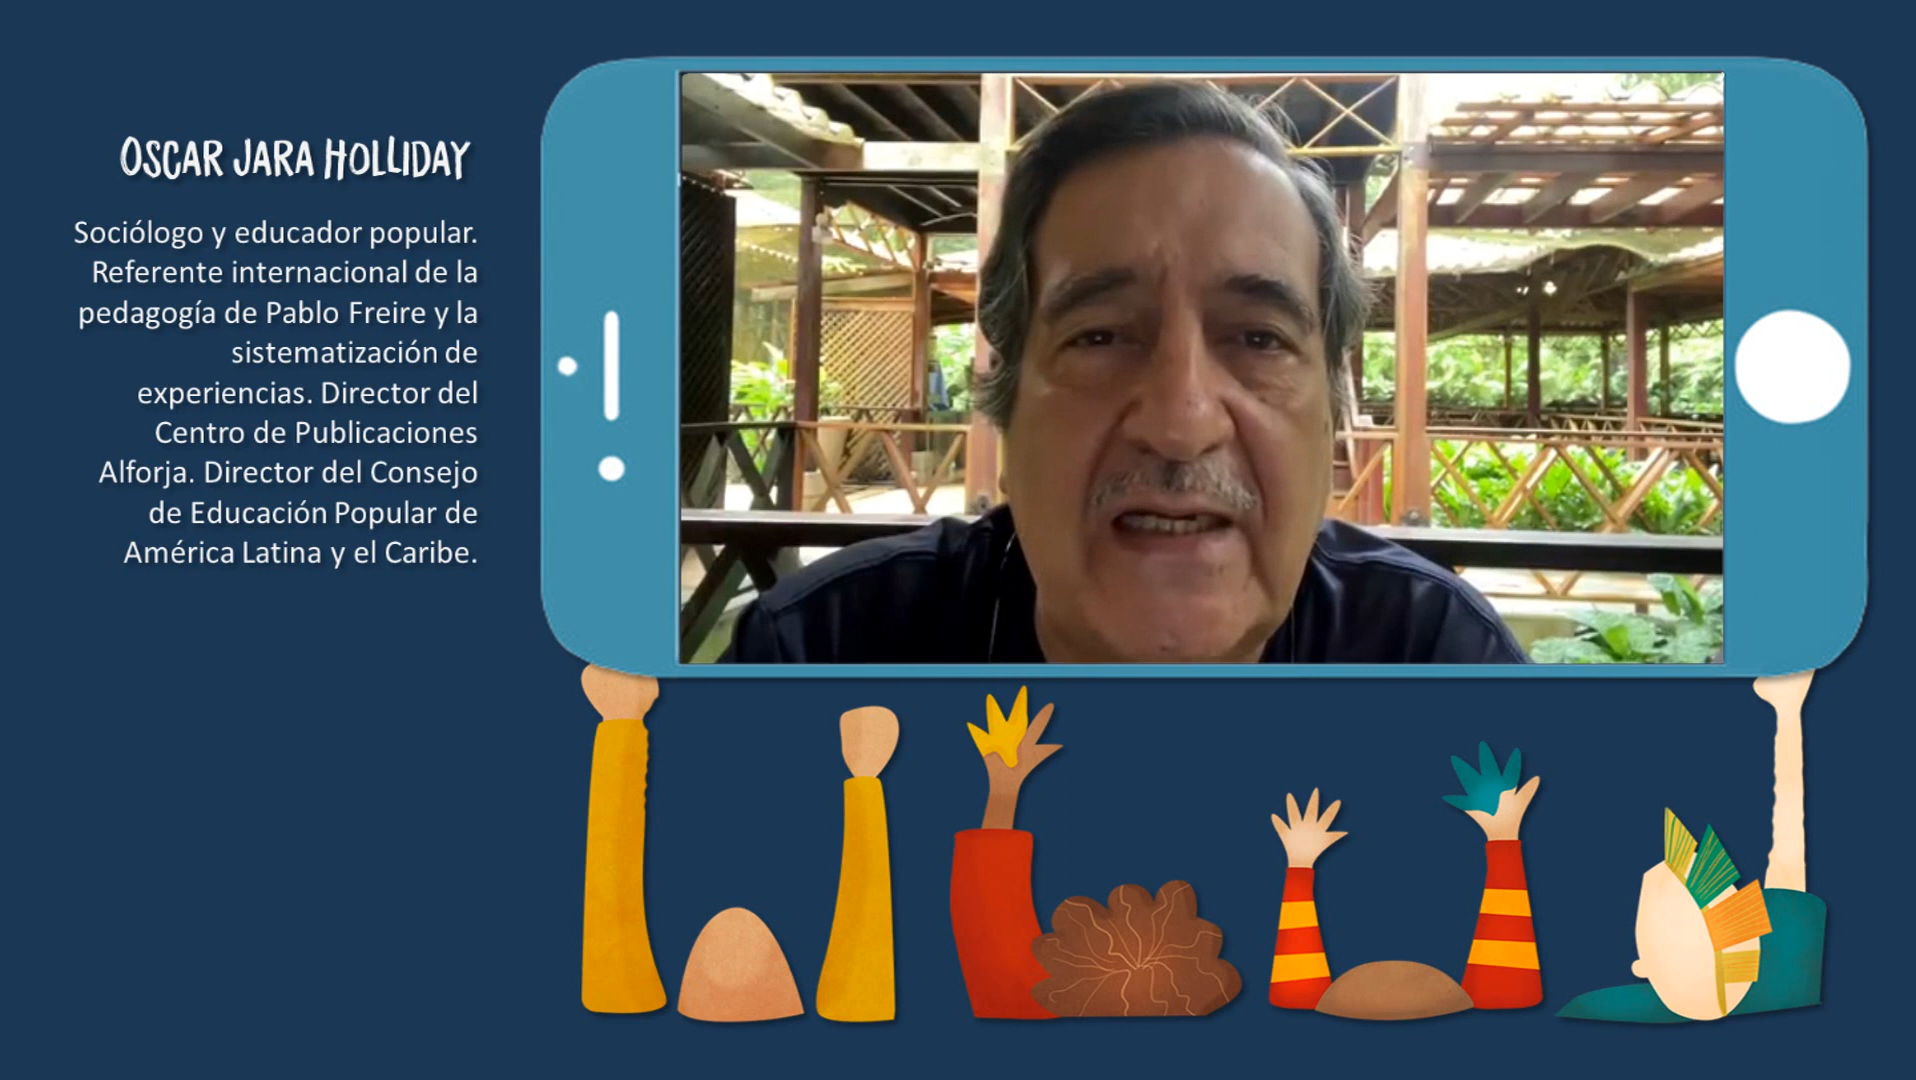 OSCAR JARA HOLLIDAY
Sociólogo y educador popular.
Referente internacional de la
pedagogía de Pablo Freire y la
sistematización de
experiencias. Director del
Centro de Publicaciones
Alforja. Director del Consejo
de Educación Popular de
América Latina y el Caribe.